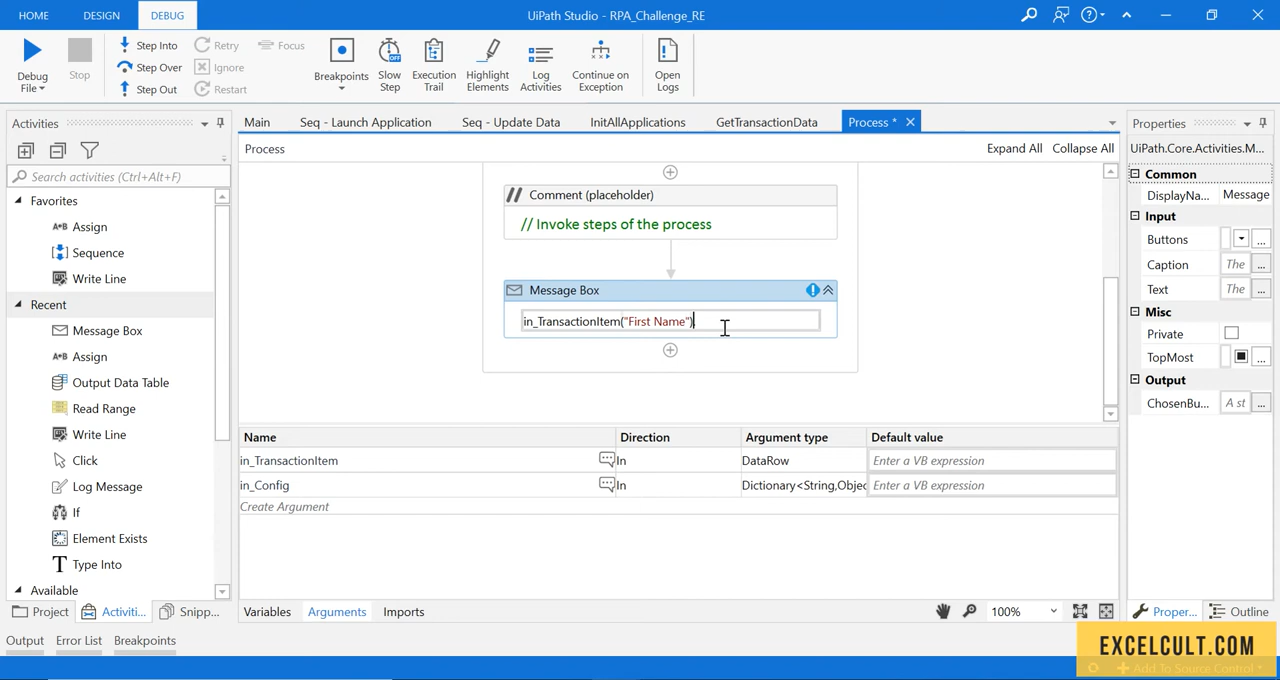 HOME DESIGN DEBUG UiPath Studio - RPA_Challenge_RE
Debug File
Stop
Step Into
Step Over
Step Out
Retry
Ignore
Restart
Focus
Breakpoints
Slow Step
Execution Trail
Highlight Elements
Log Activities
Continue on Exception
Open Logs
Activities
Search activities (Ctrl+Alt+F)
Favorites
Assign
Sequence
Write Line
Recent
Message Box
Assign
Output Data Table
Read Range
Write Line
Click
Log Message
If
Element Exists
Type Into
Available
Project Activiti... Snipp...
Main Seq - Launch Application Seq - Update Data InitAllApplications GetTransactionData Process *
Process Expand All Collapse All
// Comment (placeholder)
// Invoke steps of the process
Message Box
in_TransactionItem("First Name")
Name Direction Argument type Default value
in_TransactionItem In DataRow Enter a VB expression
in_Config In Dictionary<String,Objec Enter a VB expression
Create Argument
Variables Arguments Imports 100%
Properties
UiPath.Core.Activities.M...
Common
DisplayNa... Message
Input
Buttons ...
Caption The ...
Text The ...
Misc
Private
TopMost ...
Output
ChosenBu... A st ...
Proper... Outline
Output Error List Breakpoints
EXCELCULT.COM
Add To Source Control